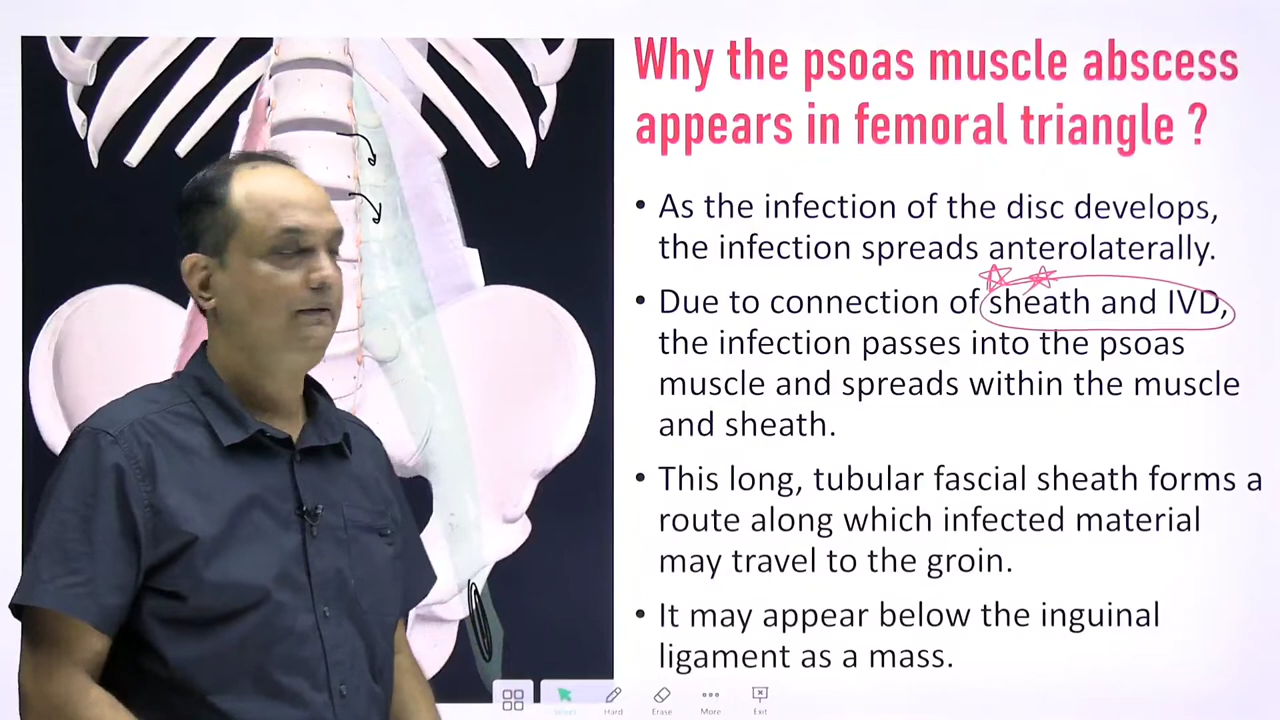 Why the psoas muscle abscess
appears in femoral triangle ?
• As the infection of the disc develops,
the infection spreads anterolaterally.
• Due to connection of sheath and IVD,
the infection passes into the psoas
muscle and spreads within the muscle
and sheath.
• This long, tubular fascial sheath forms a
route along which infected material
may travel to the groin.
• It may appear below the inguinal
ligament as a mass.
Select Hard Erase More Exit